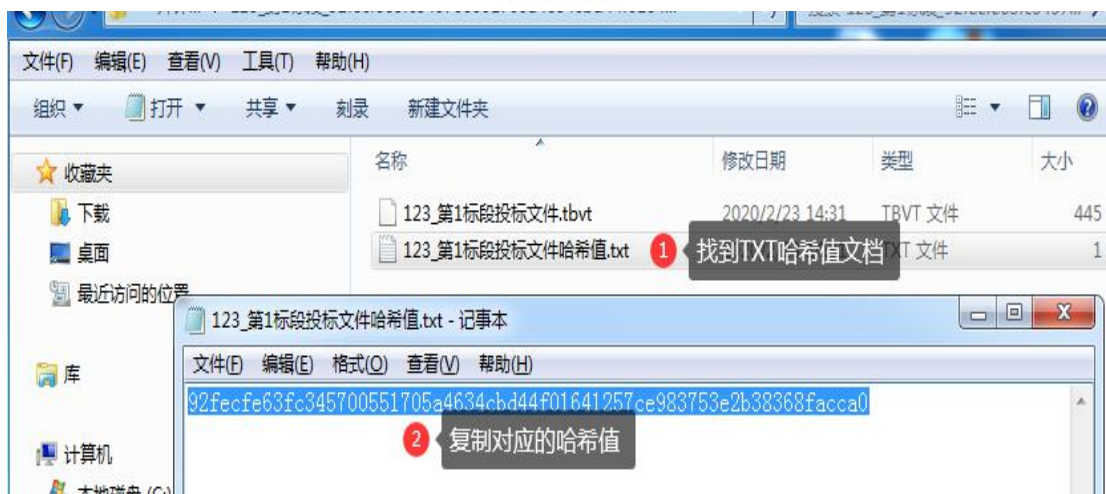 文件(F) 编辑(E) 查看(V) 工具(T) 帮助(H)
组织 打开 共享 刻录 新建文件夹
名称 修改日期 类型 大小
收藏夹
下载
桌面
最近访问的位置
库
计算机
本地磁盘 (C:)
123_第1标段投标文件.tbvt 2020/2/23 14:31 TBVT 文件 445
123_第1标段投标文件哈希值.txt 1 找到TXT哈希值文档 TXT 文件 1
123_第1标段投标文件哈希值.txt - 记事本
文件(F) 编辑(E) 格式(O) 查看(V) 帮助(H)
92fecfe63fc345700551705a4634cbd44f01641257ce983753e2b38368facca0
2 复制对应的哈希值